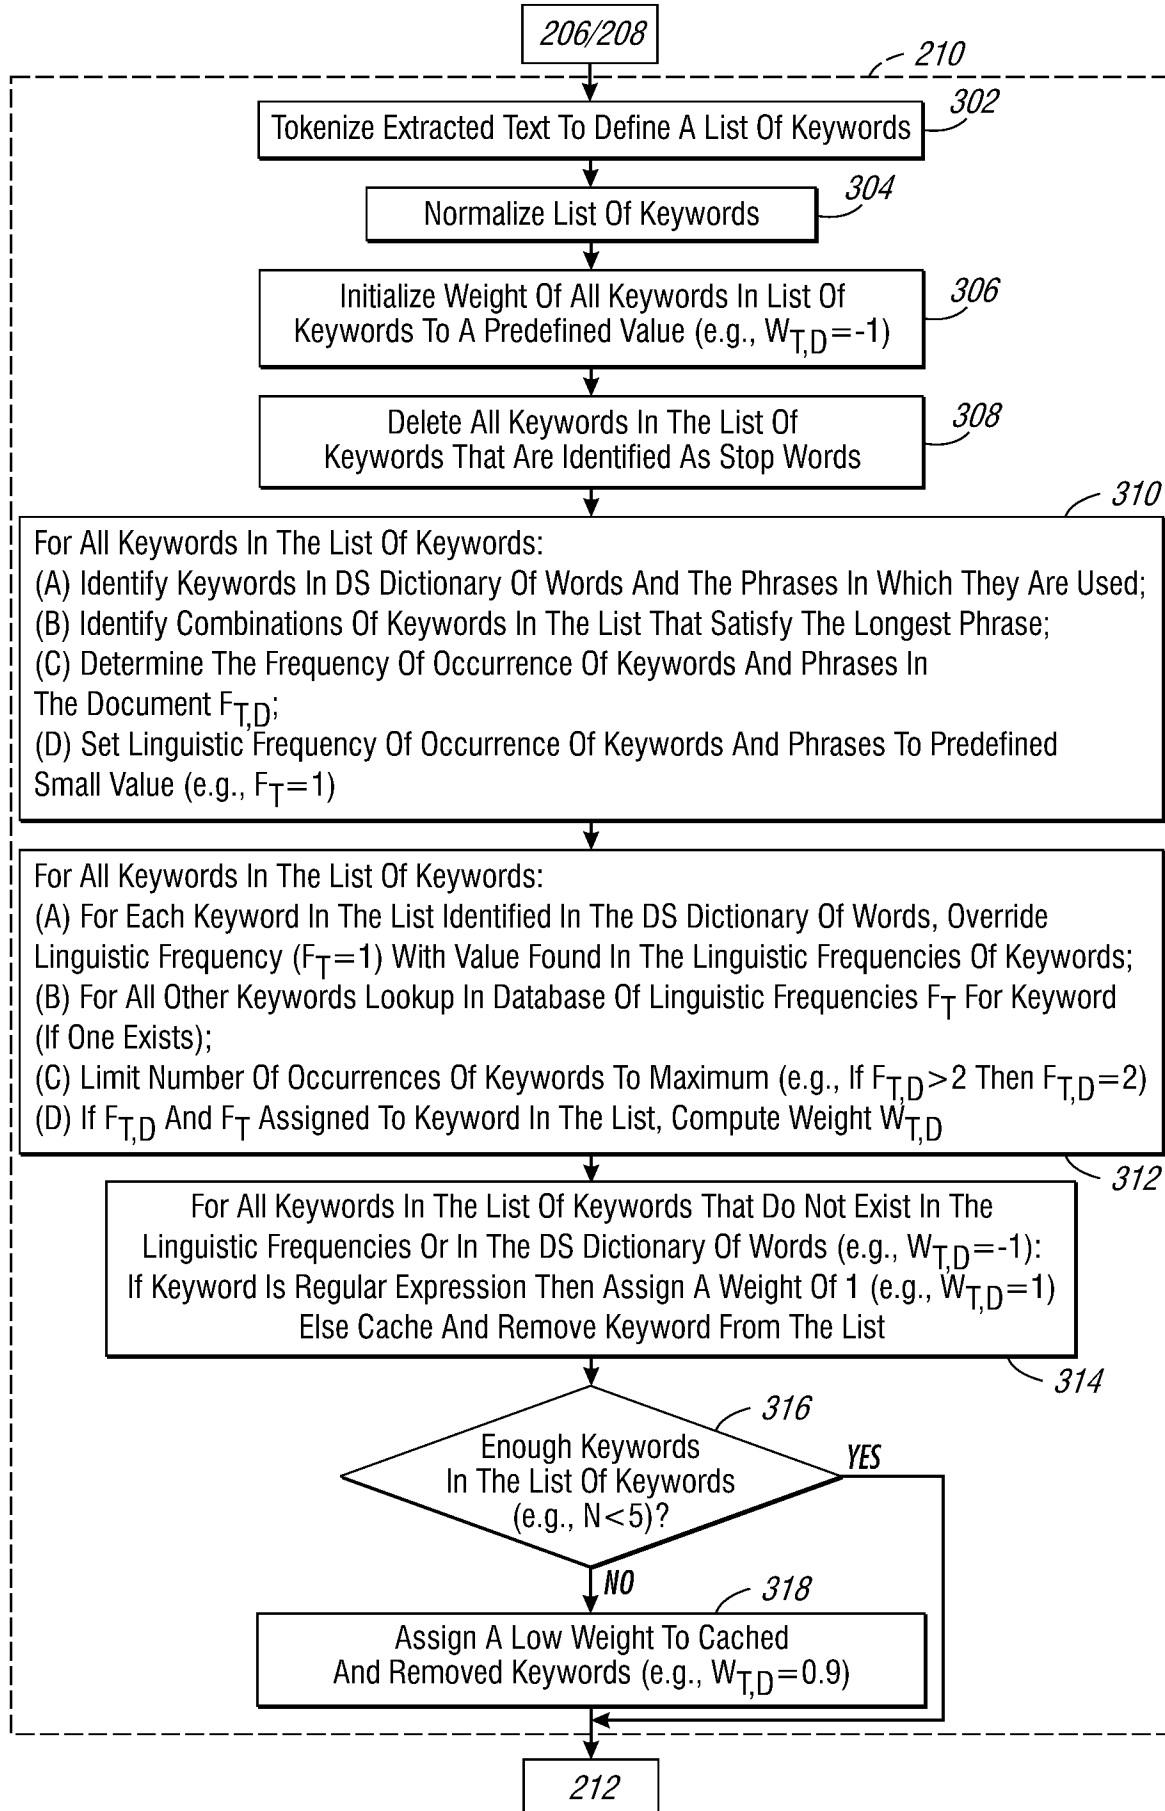 206/208
210
Tokenize Extracted Text To Define A List Of Keywords
302
Normalize List Of Keywords
304
Initialize Weight Of All Keywords In List Of
Keywords To A Predefined Value (e.g., WT,D=-1)
306
Delete All Keywords In The List Of
Keywords That Are Identified As Stop Words
308
310
For All Keywords In The List Of Keywords:
(A) Identify Keywords In DS Dictionary Of Words And The Phrases In Which They Are Used;
(B) Identify Combinations Of Keywords In The List That Satisfy The Longest Phrase;
(C) Determine The Frequency Of Occurrence Of Keywords And Phrases In
The Document FT,D;
(D) Set Linguistic Frequency Of Occurrence Of Keywords And Phrases To Predefined
Small Value (e.g., FT=1)
For All Keywords In The List Of Keywords:
(A) For Each Keyword In The List Identified In The DS Dictionary Of Words, Override
Linguistic Frequency (FT=1) With Value Found In The Linguistic Frequencies Of Keywords;
(B) For All Other Keywords Lookup In Database Of Linguistic Frequencies FT For Keyword
(If One Exists);
(C) Limit Number Of Occurrences Of Keywords To Maximum (e.g., If FT,D>2 Then FT,D=2)
(D) If FT,D And FT Assigned To Keyword In The List, Compute Weight WT,D
312
For All Keywords In The List Of Keywords That Do Not Exist In The
Linguistic Frequencies Or In The DS Dictionary Of Words (e.g., WT,D=-1):
If Keyword Is Regular Expression Then Assign A Weight Of 1 (e.g., WT,D=1)
Else Cache And Remove Keyword From The List
314
316
Enough Keywords
In The List Of Keywords
(e.g., N<5)?
YES
NO
318
Assign A Low Weight To Cached
And Removed Keywords (e.g., WT,D=0.9)
212